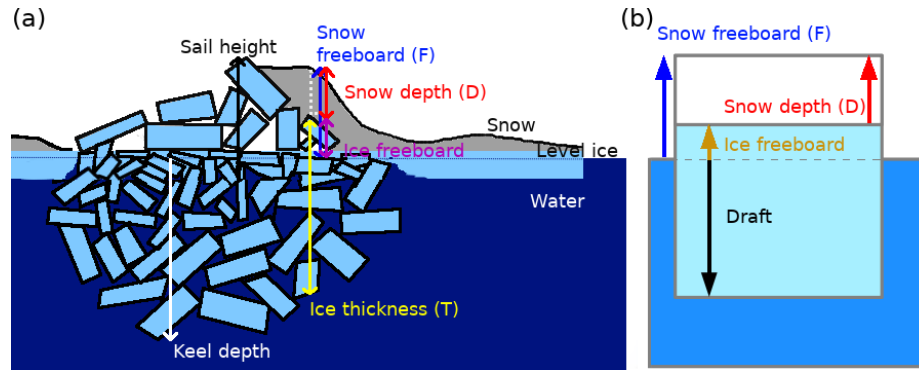 (a)
Sail height
Snow
freeboard (F)
Snow depth (D)
Snow
Ice freeboard
Level ice
Water
Ice thickness (T)
Keel depth
(b)
Snow freeboard (F)
Snow depth (D)
Ice freeboard
Draft